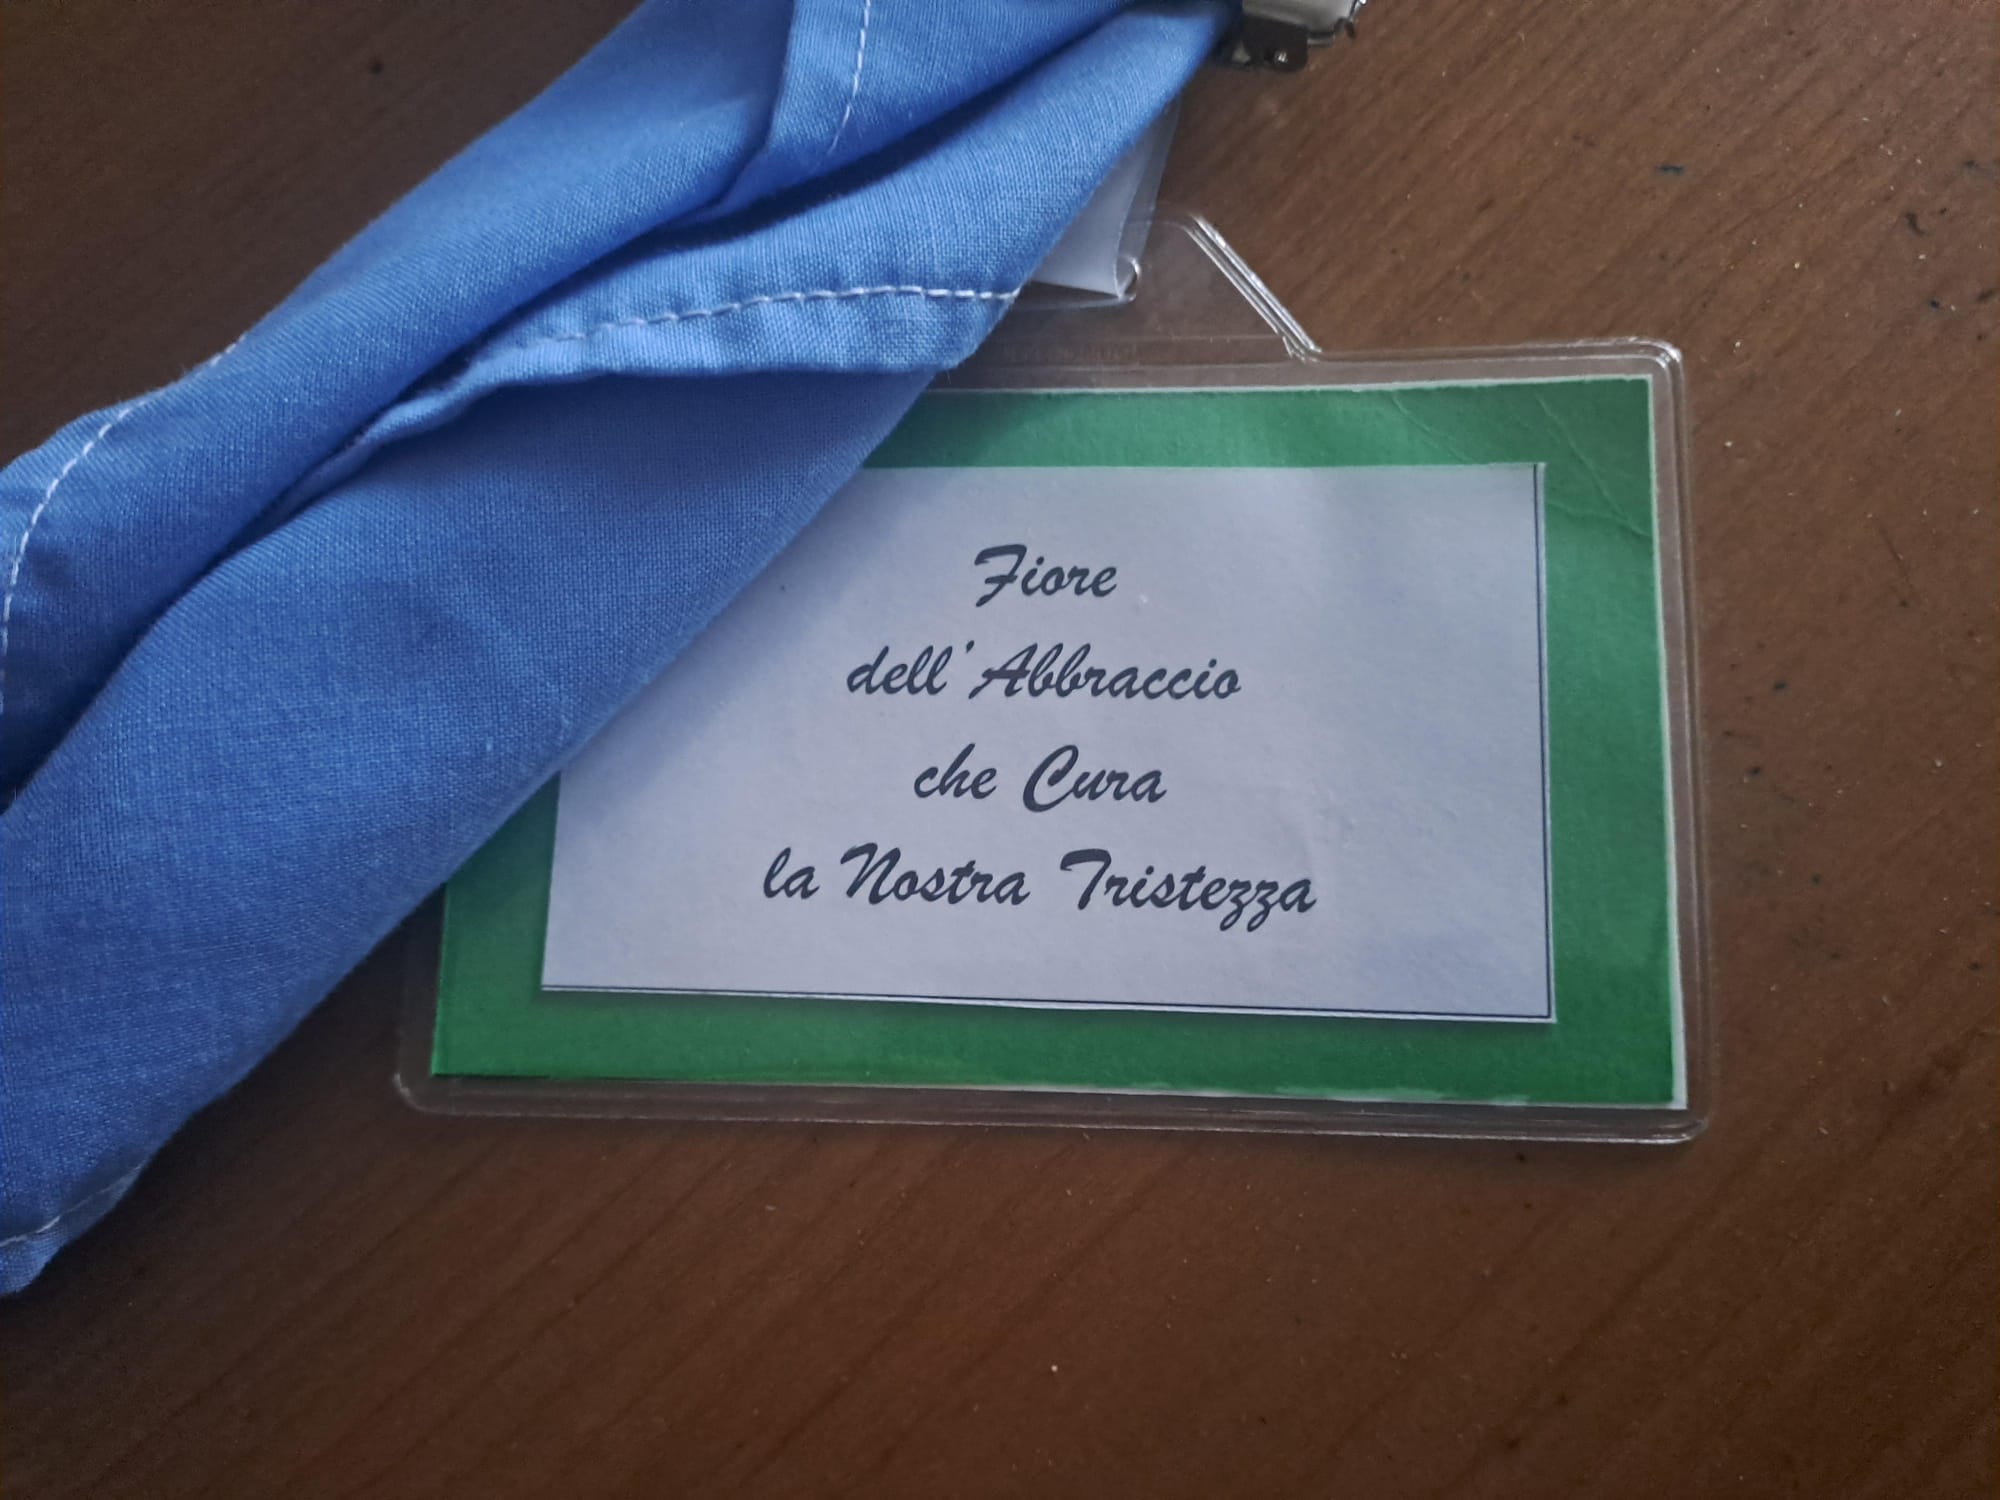 Fiore
dell'Abbraccio
che Cura
la Nostra Tristezza